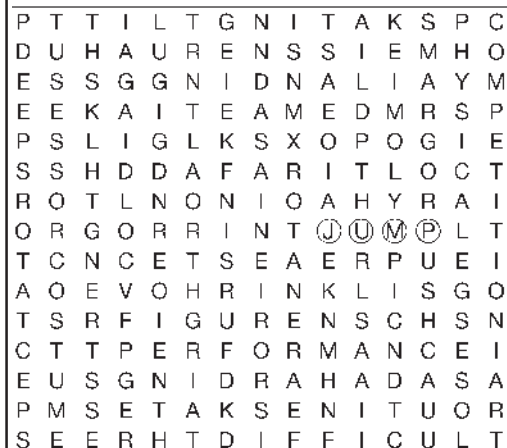 P T T I L T G N I T A K S P C
D U H A U R E N S S I E M H O
E S S G G N I D N A L I A Y M
E E K A I T E A M E D M R S P
P S L I G L K S X O P O G I E
S S H D D A F A R I T L O C T
R O T L N O N I O A H Y R A I
O R G O R R I N T J U M P L T
T C N C E T S E A E R P U E I
A O E V O H R I N K L I S G O
T S R F I G U R E N S C H S N
C T T P E R F O R M A N C E I
E U S G N I D R A H A D A S A
P M S E T A K S E N I T U O R
S E E R H T D I F F I C U L T